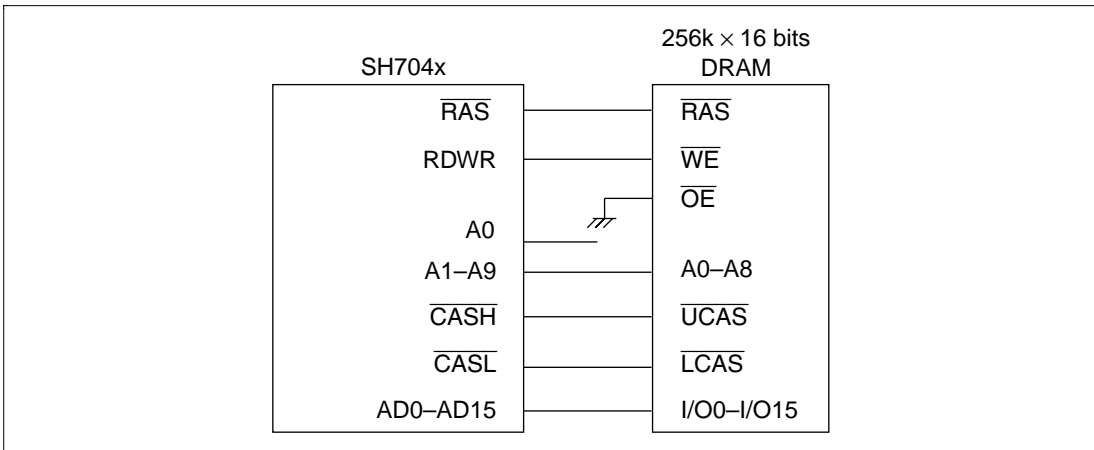 256k × 16 bits
SH704x DRAM
RAS RAS
RDWR WE
OE
A0
A1–A9 A0–A8
CASH UCAS
CASL LCAS
AD0–AD15 I/O0–I/O15